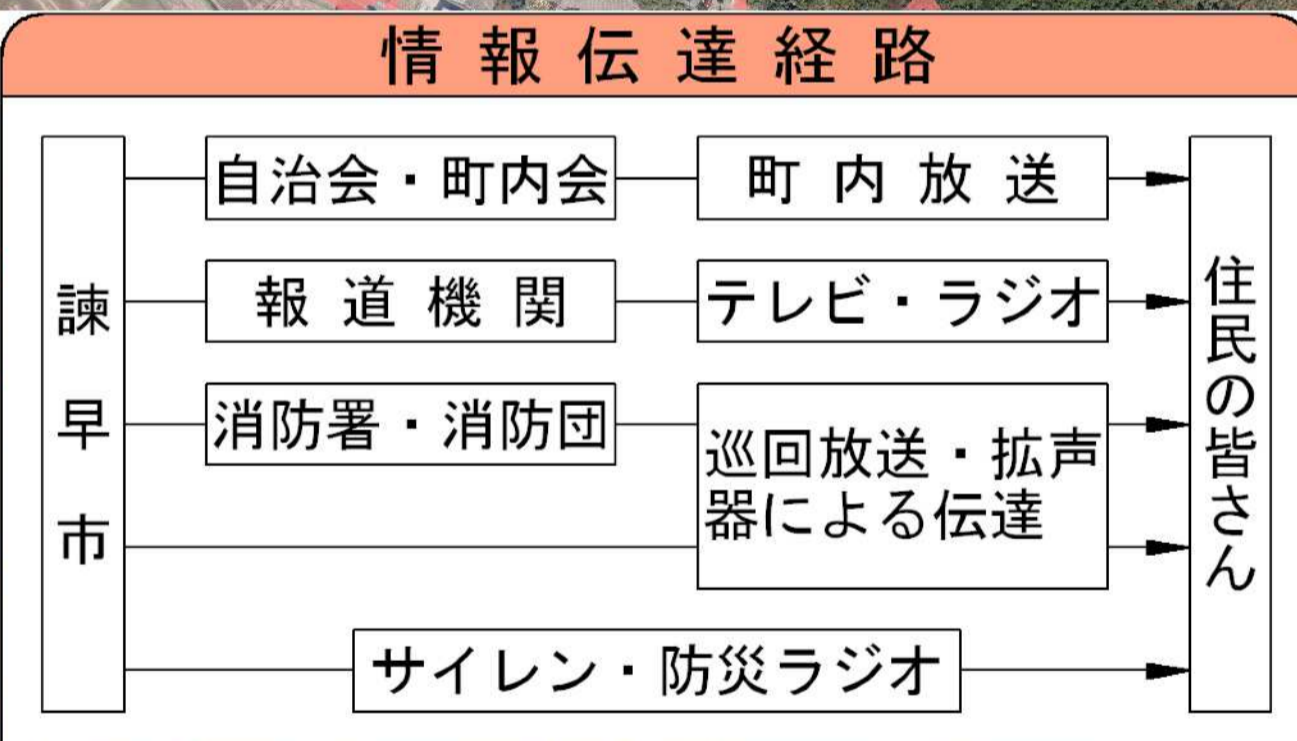 情報伝達経路
諫早市
自治会・町内会
町内放送
報道機関
テレビ・ラジオ
消防署・消防団
巡回放送・拡声
器による伝達
サイレン・防災ラジオ
住民の皆さん